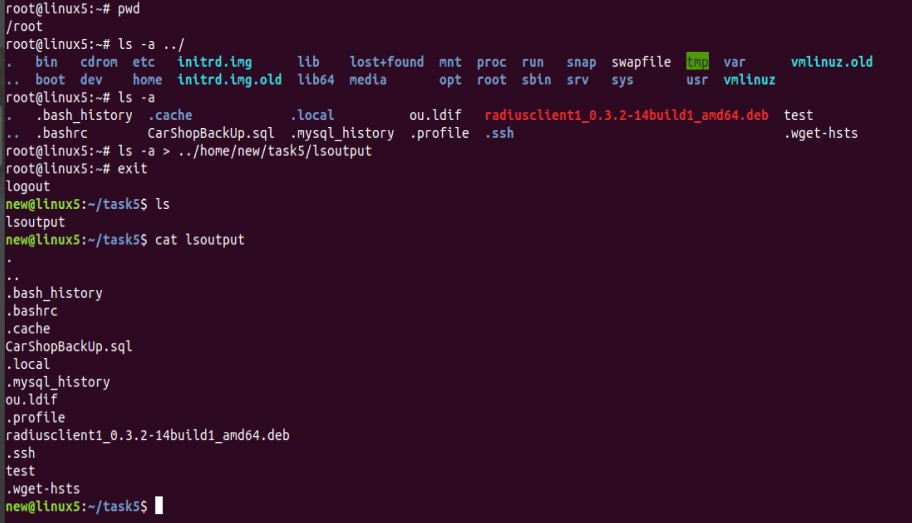 root@linux5:~# pwd
/root
root@linux5:~# ls -a ../
.   bin   cdrom  etc   initrd.img      lib    lost+found  mnt  proc  run   snap  swapfile  tmp  var      vmlinuz.old
..  boot  dev    home  initrd.img.old  lib64  media       opt  root  sbin  srv   sys       usr  vmlinuz
root@linux5:~# ls -a
.   .bash_history  .cache            .local          ou.ldif   radiusclient1_0.3.2-14build1_amd64.deb  test
..  .bashrc        CarShopBackUp.sql  .mysql_history  .profile  .ssh                                    .wget-hsts
root@linux5:~# ls -a > ../home/new/task5/lsoutput
root@linux5:~# exit
logout
new@linux5:~/task5$ ls
lsoutput
new@linux5:~/task5$ cat lsoutput
.
..
.bash_history
.bashrc
.cache
CarShopBackUp.sql
.local
.mysql_history
ou.ldif
.profile
radiusclient1_0.3.2-14build1_amd64.deb
.ssh
test
.wget-hsts
new@linux5:~/task5$